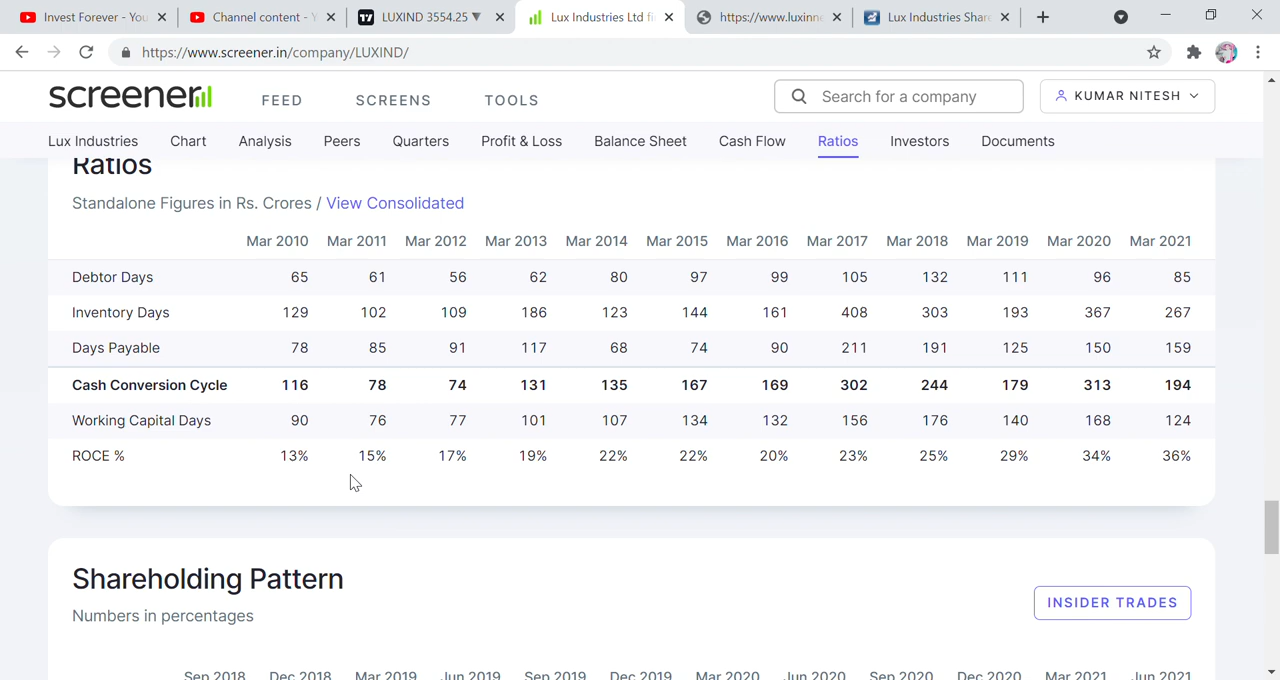 Invest Forever - You
Channel content - Y
LUXIND 3554.25 ▼
Lux Industries Ltd fi
https://www.luxinne
Lux Industries Share
https://www.screener.in/company/LUXIND/
screener
FEED SCREENS TOOLS
Search for a company
KUMAR NITESH
Lux Industries Chart Analysis Peers Quarters Profit & Loss Balance Sheet Cash Flow Ratios Investors Documents
Ratios
Standalone Figures in Rs. Crores / View Consolidated
Mar 2010 Mar 2011 Mar 2012 Mar 2013 Mar 2014 Mar 2015 Mar 2016 Mar 2017 Mar 2018 Mar 2019 Mar 2020 Mar 2021
Debtor Days 65 61 56 62 80 97 99 105 132 111 96 85
Inventory Days 129 102 109 186 123 144 161 408 303 193 367 267
Days Payable 78 85 91 117 68 74 90 211 191 125 150 159
Cash Conversion Cycle 116 78 74 131 135 167 169 302 244 179 313 194
Working Capital Days 90 76 77 101 107 134 132 156 176 140 168 124
ROCE % 13% 15% 17% 19% 22% 22% 20% 23% 25% 29% 34% 36%
Shareholding Pattern
Numbers in percentages
INSIDER TRADES
Sep 2018 Dec 2018 Mar 2019 Jun 2019 Sep 2019 Dec 2019 Mar 2020 Jun 2020 Sep 2020 Dec 2020 Mar 2021 Jun 2021